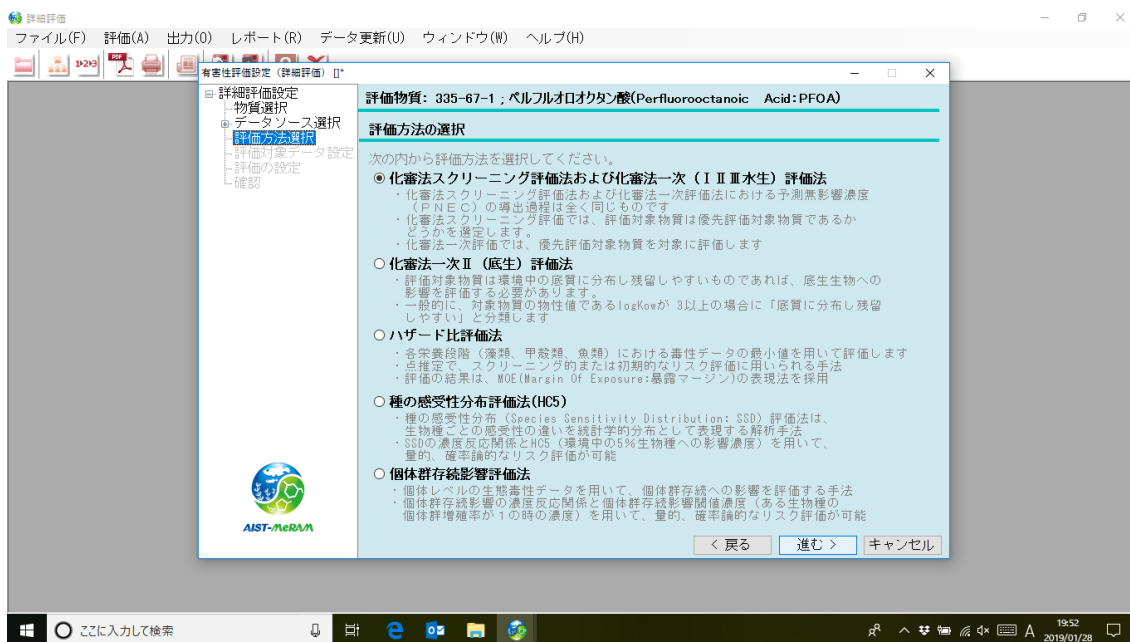 詳細評価
ファイル(F) 評価(A) 出力(O) レポート(R) データ更新(U) ウィンドウ(W) ヘルプ(H)
1▸2▸3
PDF
有害性評価設定（詳細評価） []*
詳細評価設定
物質選択
データソース選択
評価方法選択
評価対象データ設定
評価の設定
確認
評価物質: 335-67-1 ; ペルフルオロオクタン酸(Perfluorooctanoic Acid:PFOA)
評価方法の選択
次の内から評価方法を選択してください。
化審法スクリーニング評価法および化審法一次（ⅠⅡⅢ水生）評価法
・化審法スクリーニング評価法および化審法一次評価法における予測無影響濃度
（ＰＮＥＣ）の導出過程は全く同じものです
・化審法スクリーニング評価では、評価対象物質は優先評価対象物質であるか
どうかを選定します。
・化審法一次評価では、優先評価対象物質を対象に評価します
化審法一次Ⅱ（底生）評価法
・評価対象物質は環境中の底質に分布し残留しやすいものであれば、底生生物への
影響を評価する必要があります。
・一般的に、対象物質の物性値であるlogKowが 3以上の場合に「底質に分布し残留
しやすい」と分類します
ハザード比評価法
・各栄養段階（藻類、甲殻類、魚類）における毒性データの最小値を用いて評価します
・点推定で、スクリーニング的または初期的なリスク評価に用いられる手法
・評価の結果は、MOE(Margin Of Exposure:暴露マージン)の表現法を採用
種の感受性分布評価法(HC5)
・種の感受性分布（Species Sensitivity Distribution: SSD）評価法は、
生物種ごとの感受性の違いを統計学的分布として表現する解析手法
・SSDの濃度反応関係とHC5（環境中の5%生物種への影響濃度）を用いて、
量的、確率論的なリスク評価が可能
個体群存続影響評価法
・個体レベルの生態毒性データを用いて、個体群存続への影響を評価する手法
・個体群存続影響の濃度反応関係と個体群存続影響閾値濃度（ある生物種の
個体群増殖率が１の時の濃度）を用いて、量的、確率論的なリスク評価が可能
AIST-MeRAM
＜ 戻る
進む ＞
キャンセル
ここに入力して検索
A
19:52
2019/01/28